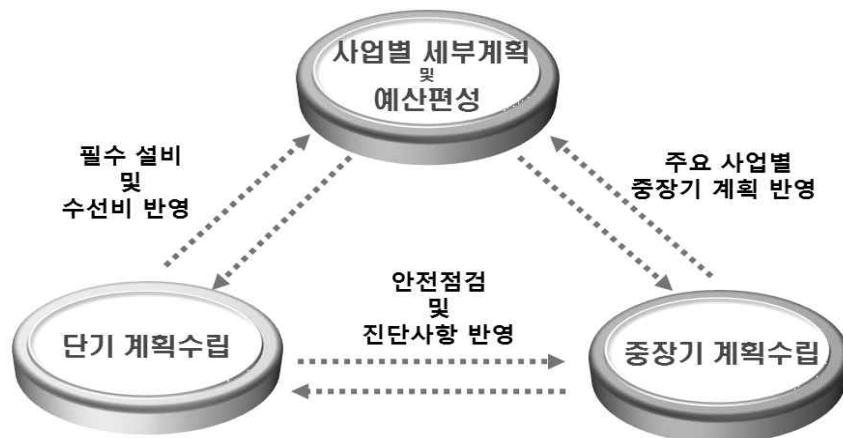 사업별 세부계획
및
예산편성
필수 설비
및
수선비 반영
주요 사업별
중장기 계획 반영
안전점검
및
진단사항 반영
단기 계획수립
중장기 계획수립